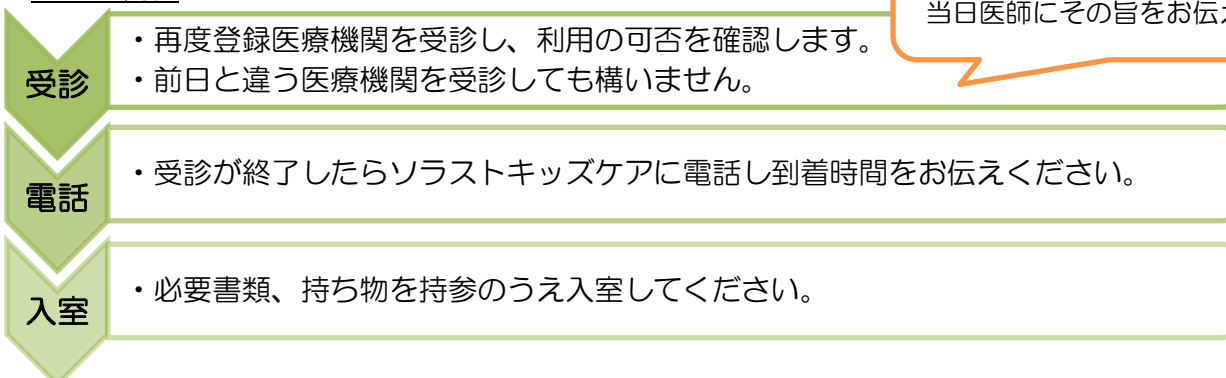 当日医師にその旨をお伝え
受診
・再度登録医療機関を受診し、利用の可否を確認します。
・前日と違う医療機関を受診しても構いません。
電話
・受診が終了したらソラストキッズケアに電話し到着時間をお伝えください。
入室
・必要書類、持ち物を持参のうえ入室してください。